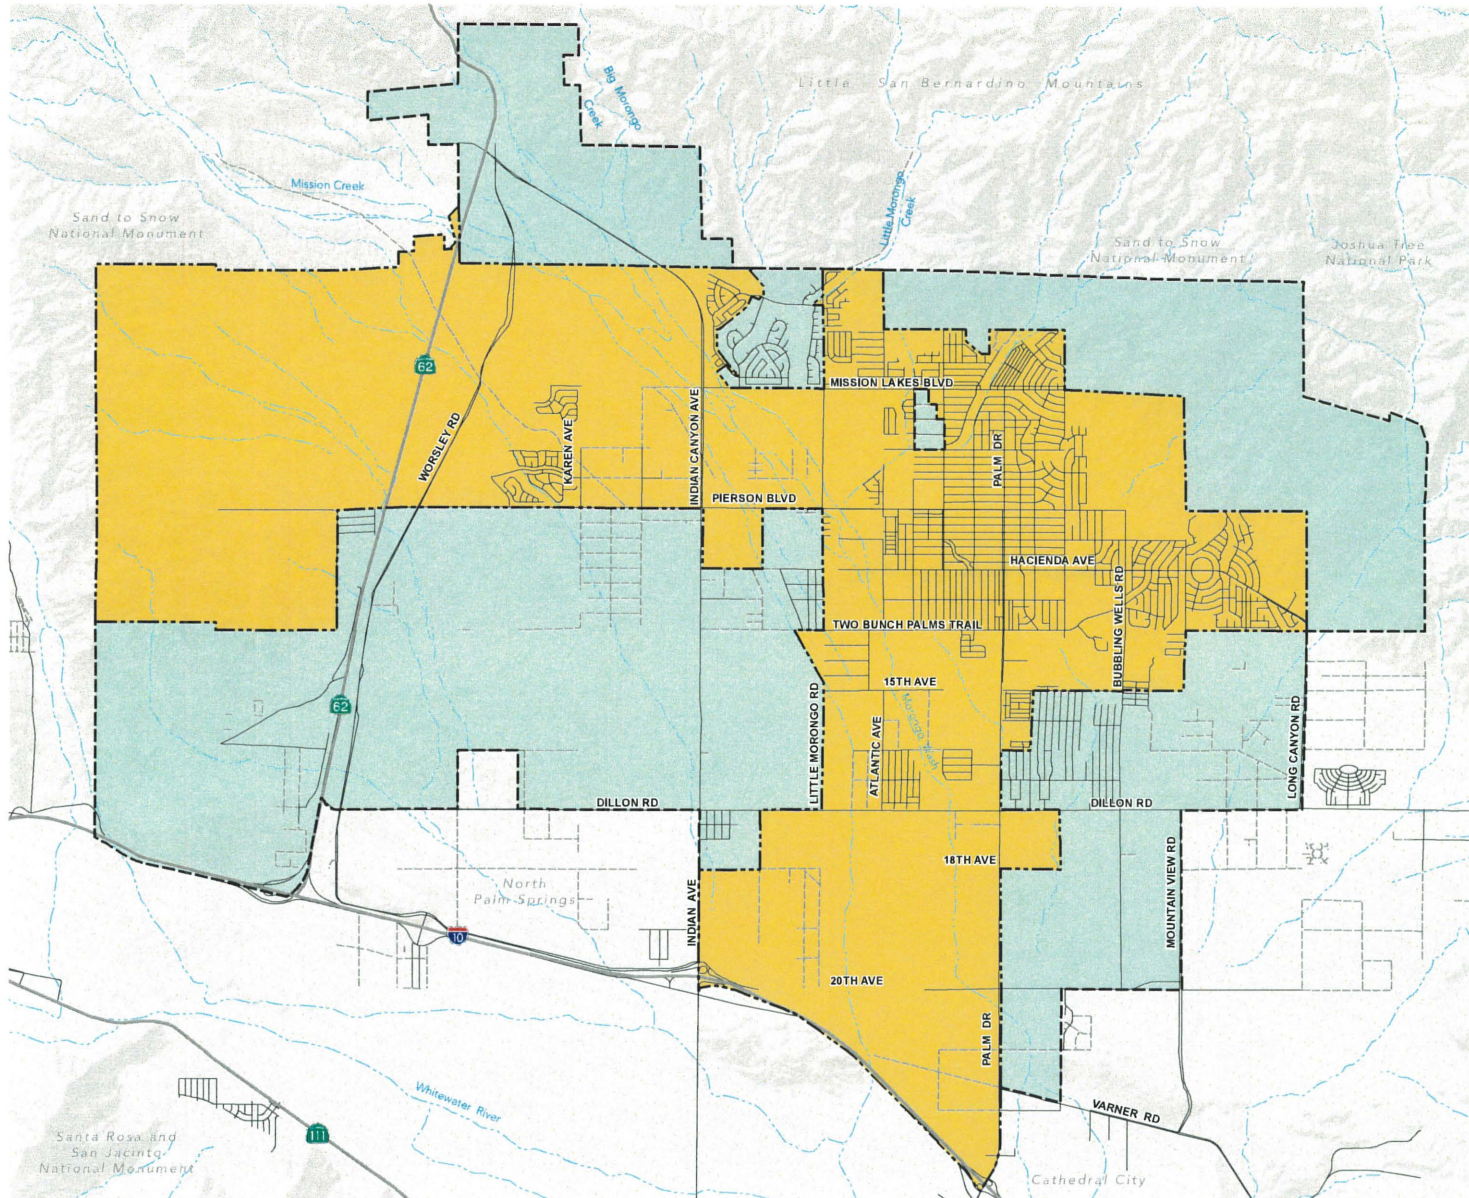 Big Morongo
Creek
Little San Bernardino Mountains
Mission Creek
Sand to Snow
National Monument
Little Morongo
Creek
Sand to Snow
National Monument
Joshua Tree
National Park
62
MISSION LAKES BLVD
WORSLEY RD
KAREN AVE
INDIAN CANYON AVE
PALM DR
PIERSON BLVD
HACIENDA AVE
BUBBLING WELLS RD
TWO BUNCH PALMS TRAIL
15TH AVE
62
LITTLE MORONGO RD
ATLANTIC AVE
Morongo Wash
LONG CANYON RD
DILLON RD
DILLON RD
18TH AVE
MOUNTAIN VIEW RD
North
Palm Springs
INDIAN AVE
10
20TH AVE
PALM DR
Whitewater River
VARNER RD
111
Santa Rosa and
San Jacinto
National Monument
Cathedral City